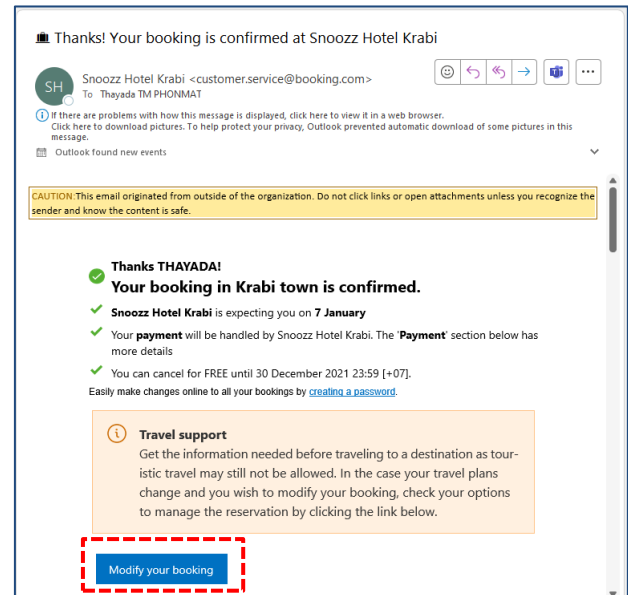 Thanks! Your booking is confirmed at Snoozz Hotel Krabi
SH
Snoozz Hotel Krabi <customer.service@booking.com>
To Thayada TM PHONMAT
If there are problems with how this message is displayed, click here to view it in a web browser.
Click here to download pictures. To help protect your privacy, Outlook prevented automatic download of some pictures in this
message.
Outlook found new events
CAUTION:This email originated from outside of the organization. Do not click links or open attachments unless you recognize the
sender and know the content is safe.
Thanks THAYADA!
Your booking in Krabi town is confirmed.
Snoozz Hotel Krabi is expecting you on 7 January
Your payment will be handled by Snoozz Hotel Krabi. The 'Payment' section below has
more details
You can cancel for FREE until 30 December 2021 23:59 [+07].
Easily make changes online to all your bookings by creating a password.
Travel support
Get the information needed before traveling to a destination as tour-
istic travel may still not be allowed. In the case your travel plans
change and you wish to modify your booking, check your options
to manage the reservation by clicking the link below.
Modify your booking